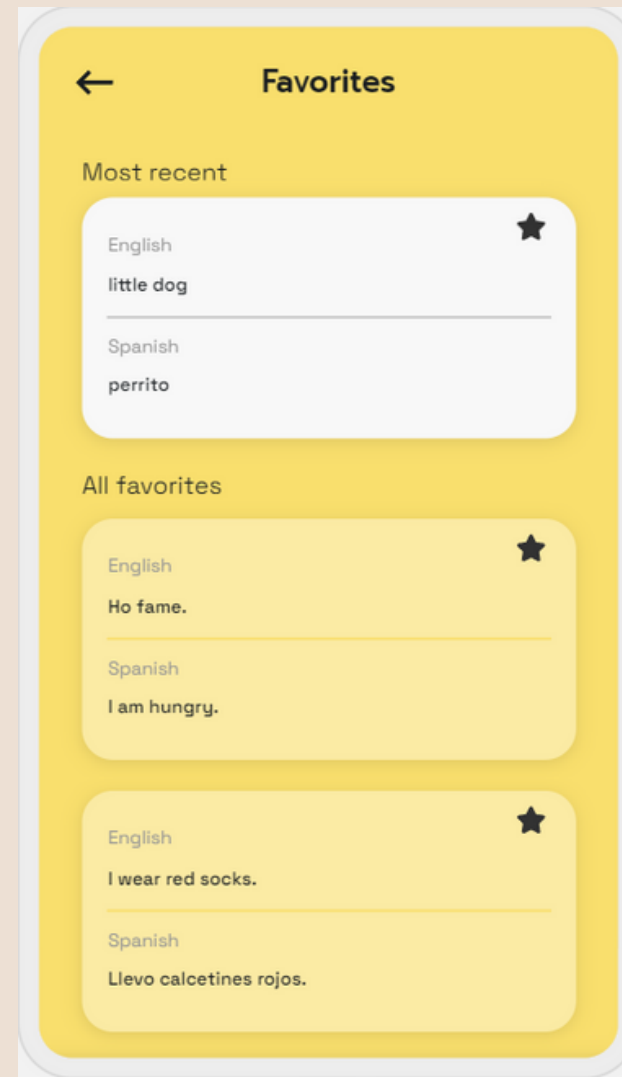 Favorites
Most recent
English
little dog
Spanish
perrito
All favorites
English
Ho fame.
Spanish
I am hungry.
English
I wear red socks.
Spanish
Llevo calcetines rojos.